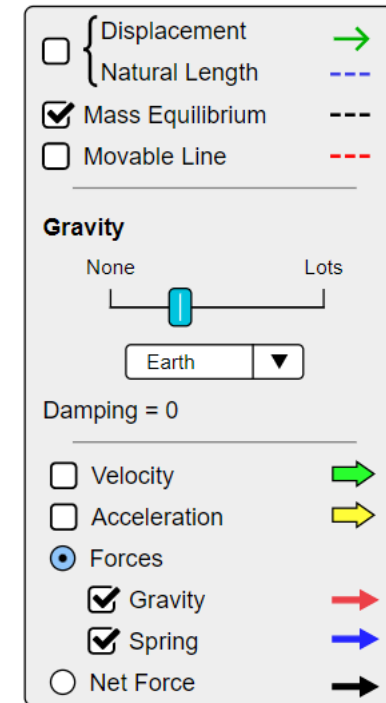 Displacement
Natural Length
Mass Equilibrium
Movable Line
Gravity
None Lots
Earth
Damping = 0
Velocity
Acceleration
Forces
Gravity
Spring
Net Force